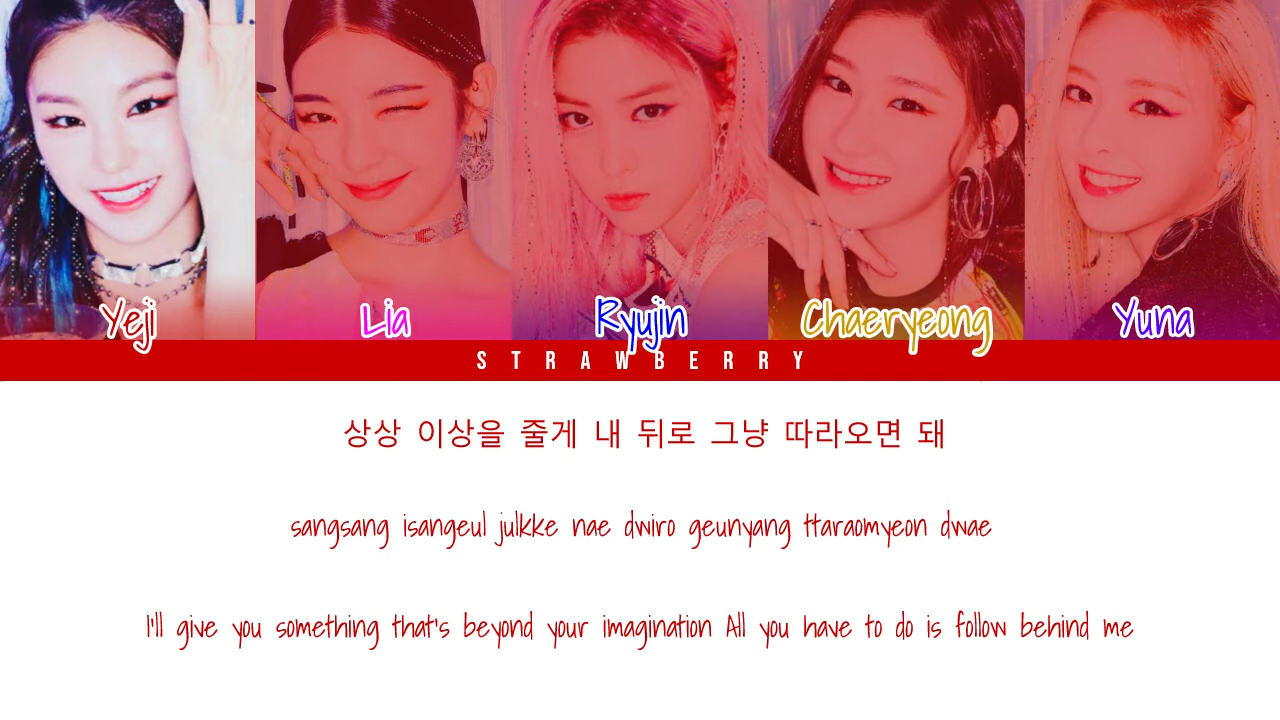 Yeji Lia Ryujin Chaeryeong Yuna
STRAWBERRY
상상 이상을 줄게 내 뒤로 그냥 따라오면 돼
sangsang isangeul julkke nae dwiro geunyang ttaraomyeon dwae
I'll give you something that's beyond your imagination All you have to do is follow behind me